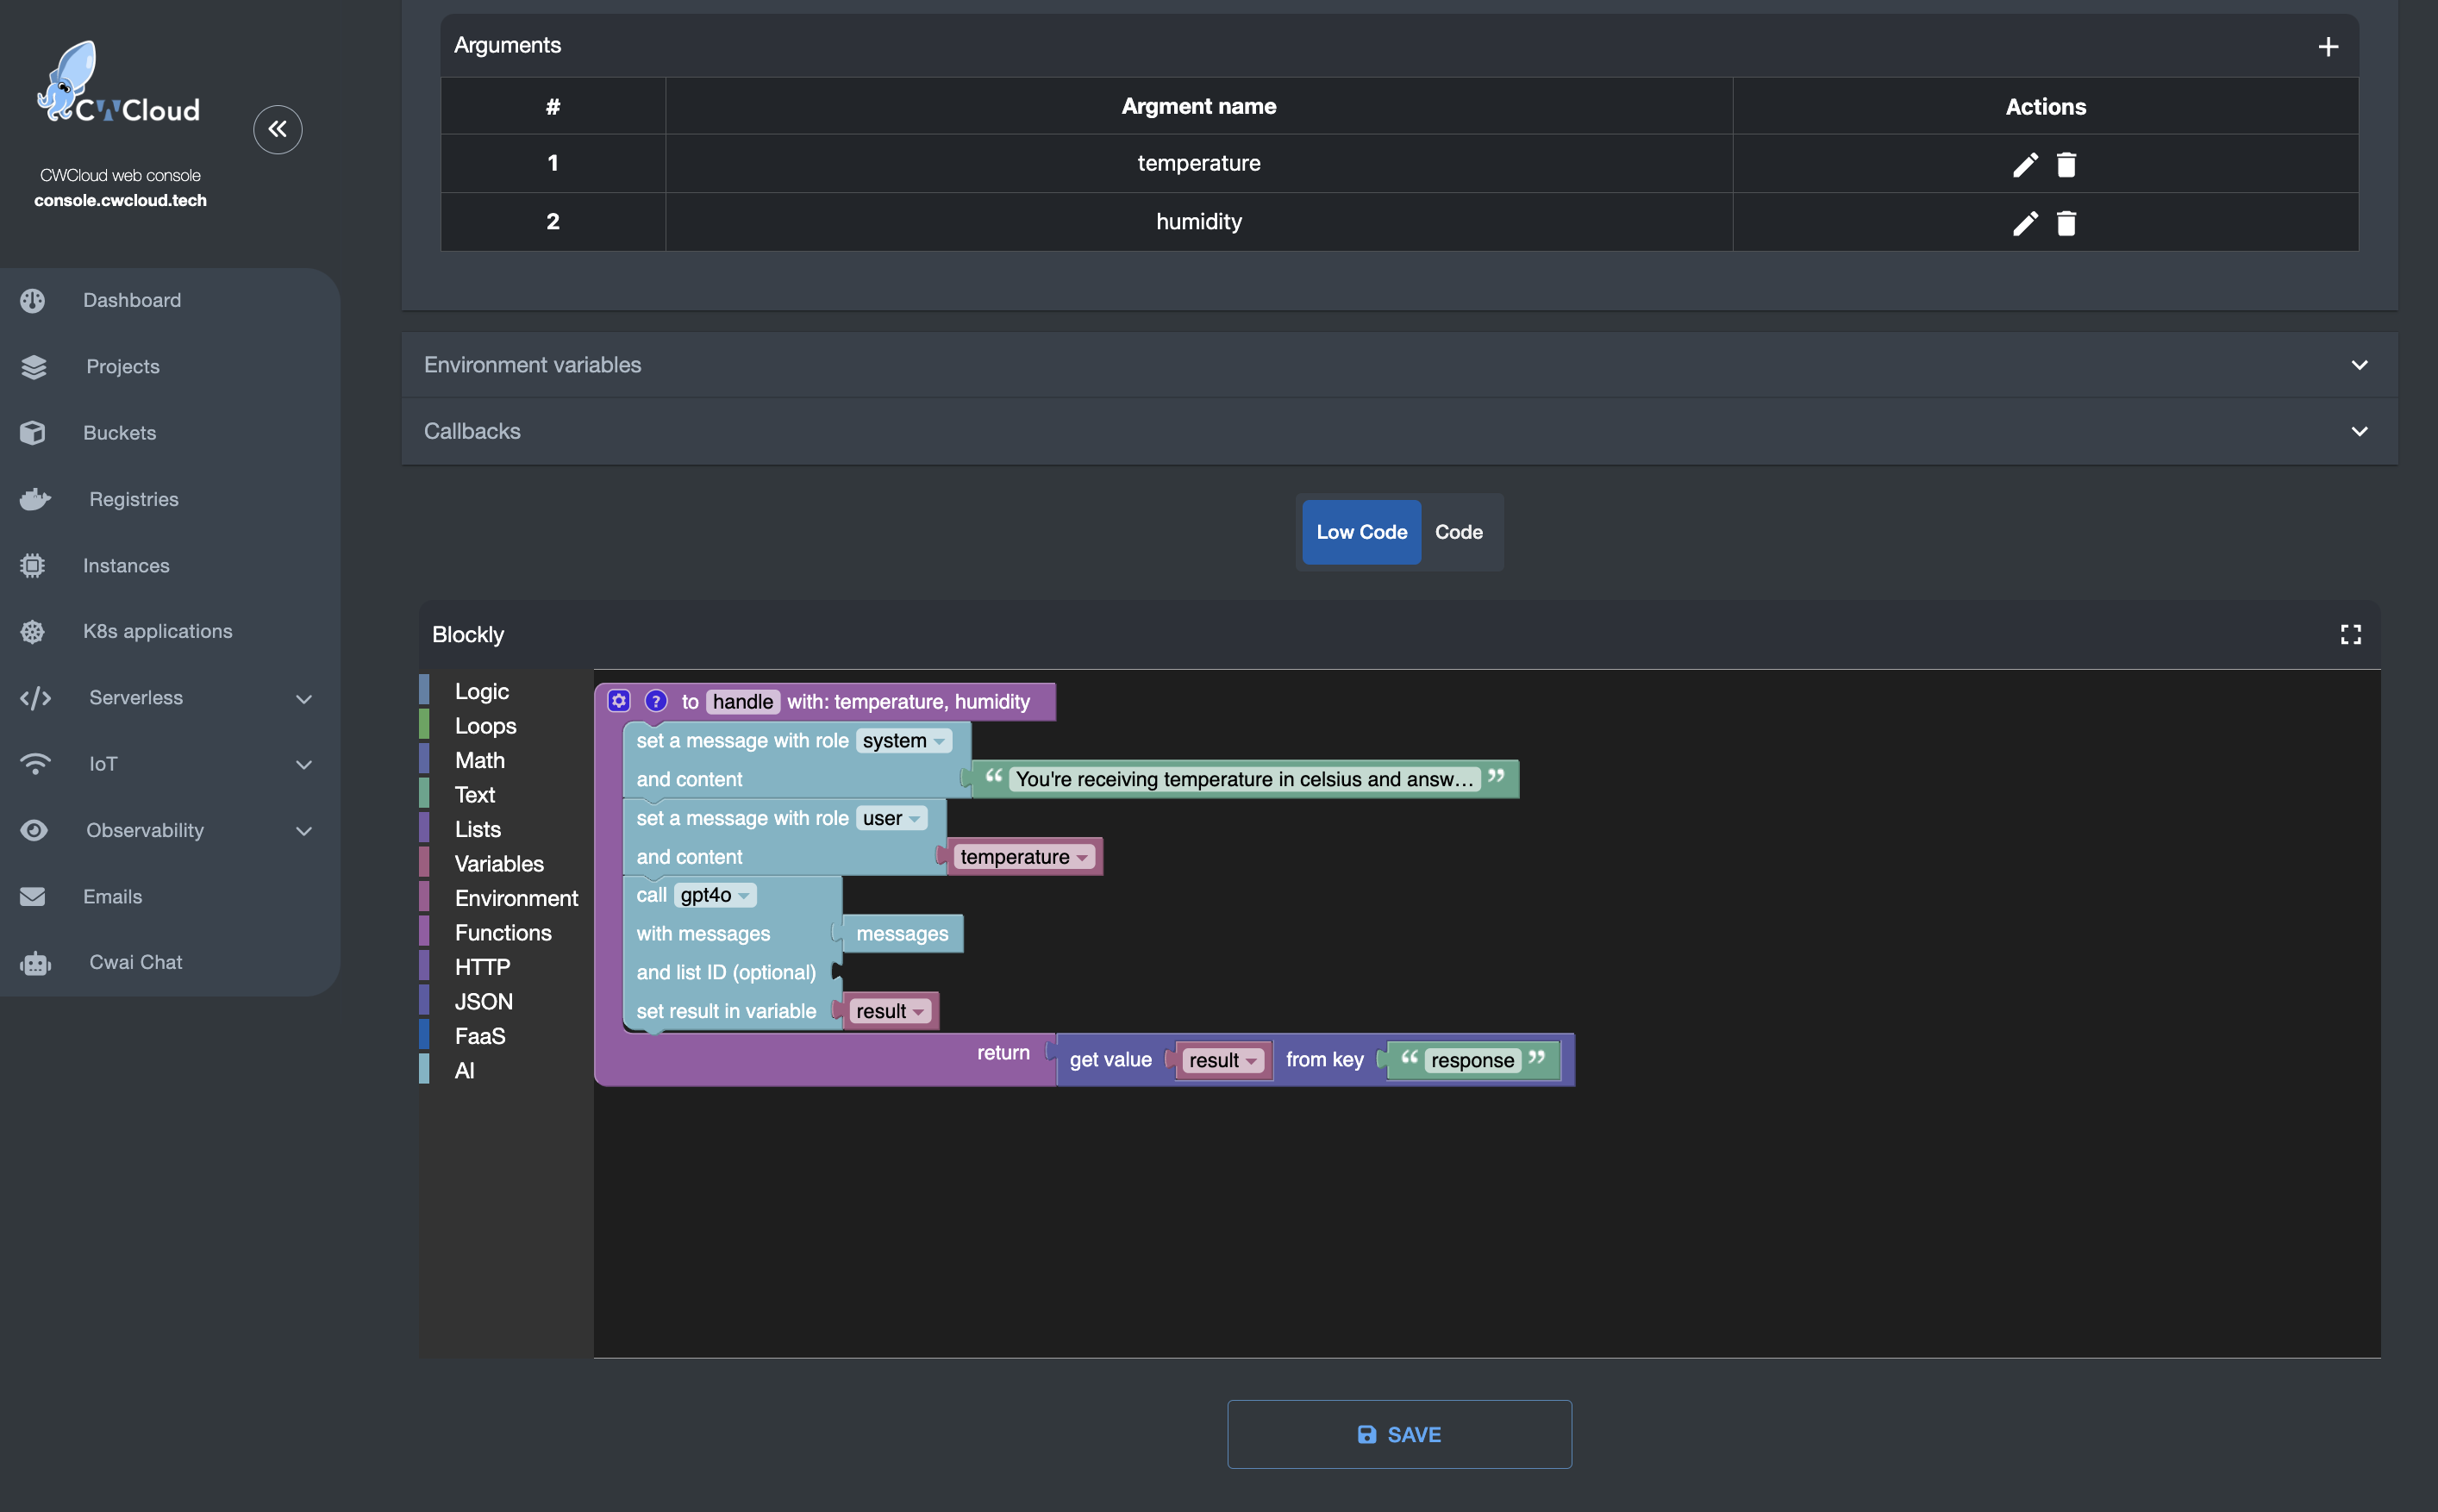 CWCloud
CWCloud web console
console.cwcloud.tech
Dashboard
Projects
Buckets
Registries
Instances
K8s applications
Serverless
IoT
Observability
Emails
Cwai Chat
Arguments
# Argment name Actions
1 temperature
2 humidity
Environment variables
Callbacks
Low Code Code
Blockly
Logic
Loops
Math
Text
Lists
Variables
Environment
Functions
HTTP
JSON
FaaS
AI
? to handle with: temperature, humidity
set a message with role system
and content “ You're receiving temperature in celsius and answ... ”
set a message with role user
and content temperature
call gpt4o
with messages messages
and list ID (optional)
set result in variable result
return get value result from key “ response ”
SAVE